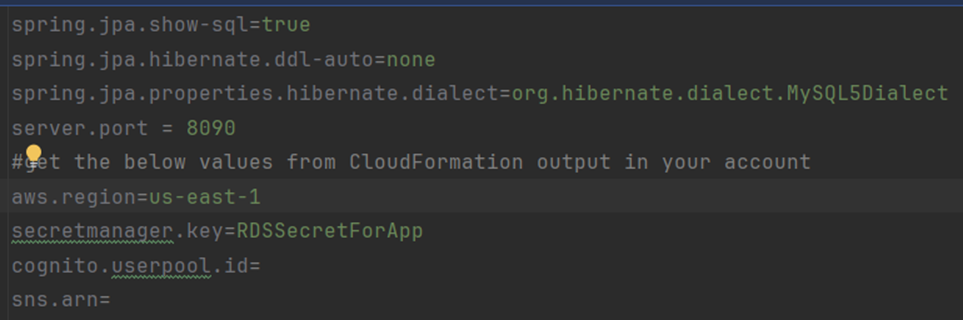 spring.jpa.show-sql=true
spring.jpa.hibernate.ddl-auto=none
spring.jpa.properties.hibernate.dialect=org.hibernate.dialect.MySQL5Dialect
server.port = 8090
#get the below values from CloudFormation output in your account
aws.region=us-east-1
secretmanager.key=RDSSecretForApp
cognito.userpool.id=
sns.arn=